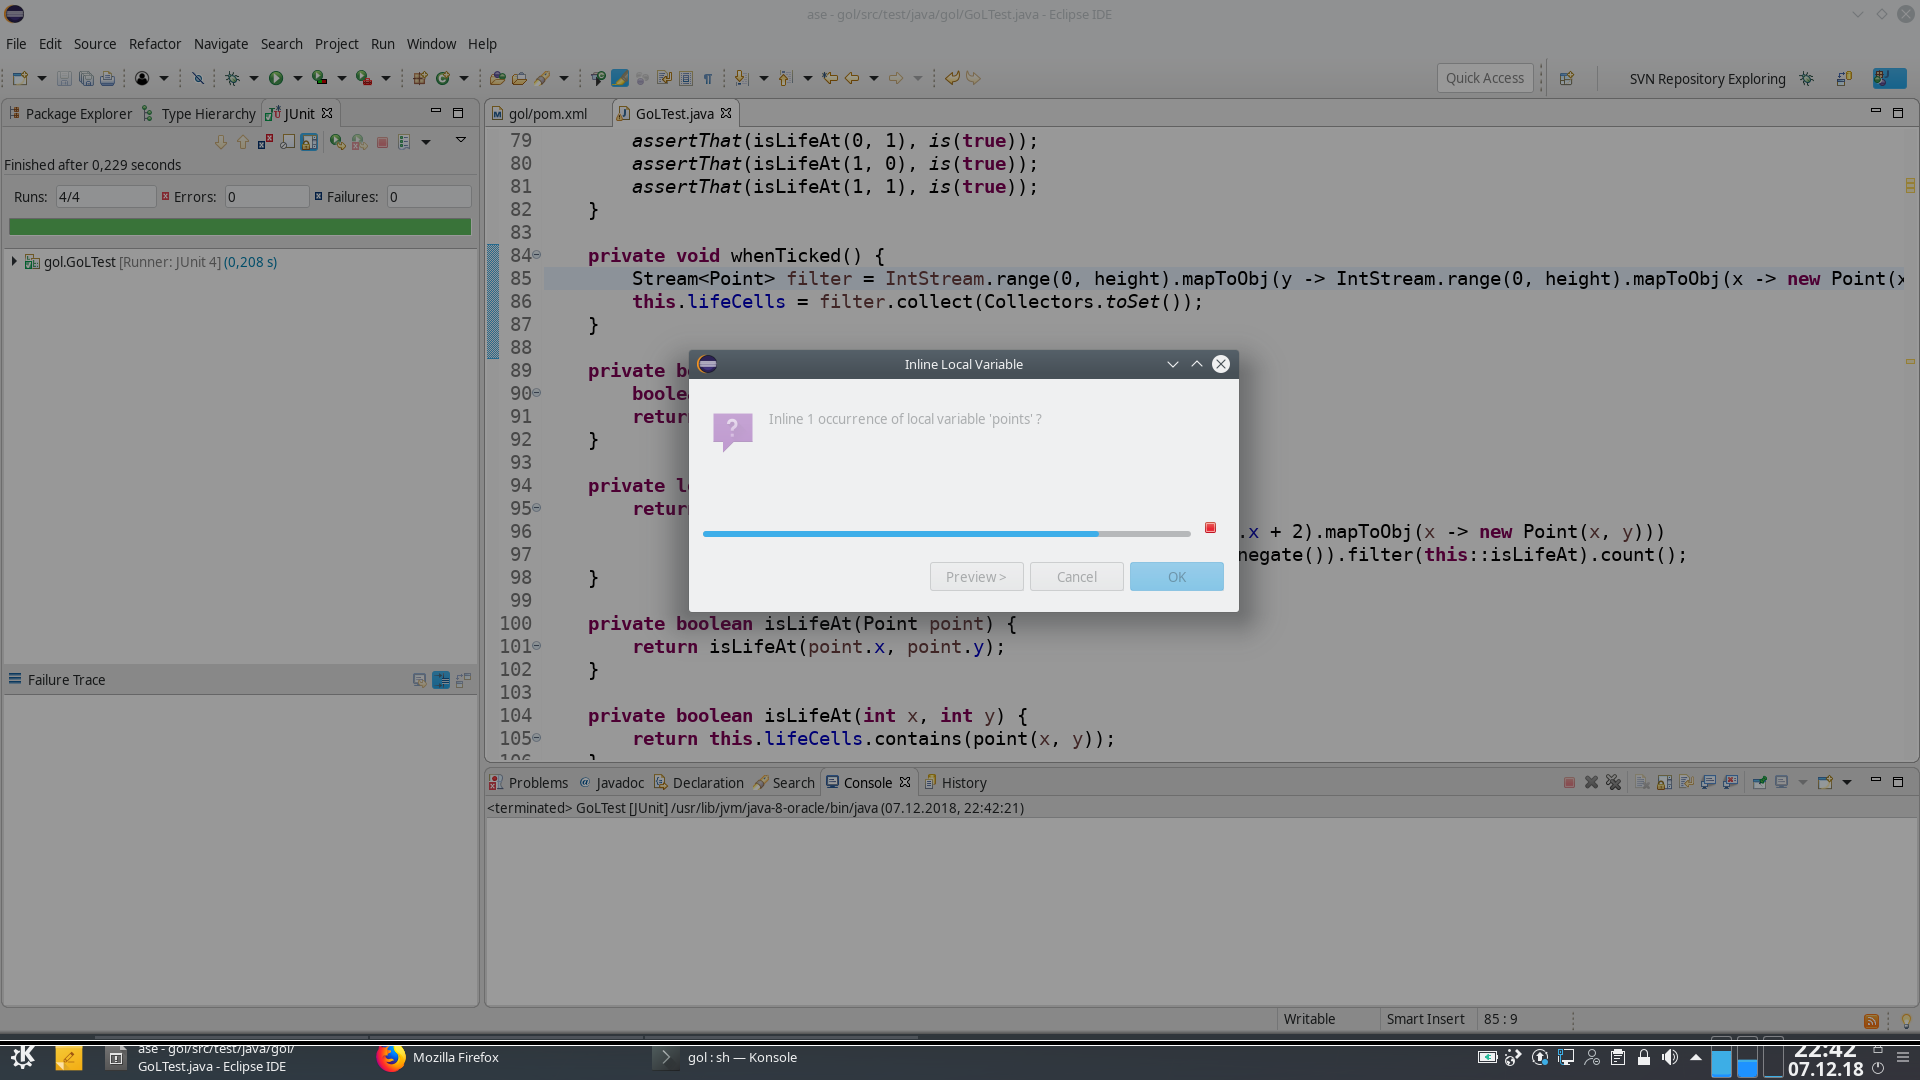 ase - gol/src/test/java/gol/GoLTest.java - Eclipse IDE
File Edit Source Refactor Navigate Search Project Run Window Help
Quick Access
SVN Repository Exploring
Package Explorer Type Hierarchy JUnit
gol/pom.xml GoLTest.java
Finished after 0,229 seconds
Runs: 4/4 Errors: 0 Failures: 0
gol.GoLTest [Runner: JUnit 4] (0,208 s)
Failure Trace
79 assertThat(isLifeAt(0, 1), is(true));
80 assertThat(isLifeAt(1, 0), is(true));
81 assertThat(isLifeAt(1, 1), is(true));
82 }
83
84 private void whenTicked() {
85 Stream<Point> filter = IntStream.range(0, height).mapToObj(y -> IntStream.range(0, height).mapToObj(x -> new Point(x
86 this.lifeCells = filter.collect(Collectors.toSet());
87 }
88
89 private b
90 boole
91 retur
92 }
93
94 private l
95 retur
96 .x + 2).mapToObj(x -> new Point(x, y)))
97 negate()).filter(this::isLifeAt).count();
98 }
99
100 private boolean isLifeAt(Point point) {
101 return isLifeAt(point.x, point.y);
102 }
103
104 private boolean isLifeAt(int x, int y) {
105 return this.lifeCells.contains(point(x, y));
106 }
Inline Local Variable
Inline 1 occurrence of local variable 'points' ?
Preview > Cancel OK
Problems Javadoc Declaration Search Console History
<terminated> GoLTest [JUnit] /usr/lib/jvm/java-8-oracle/bin/java (07.12.2018, 22:42:21)
Writable Smart Insert 85 : 9
ase - gol/src/test/java/gol/
GoLTest.java - Eclipse IDE
Mozilla Firefox
gol : sh — Konsole
22:42
07.12.18